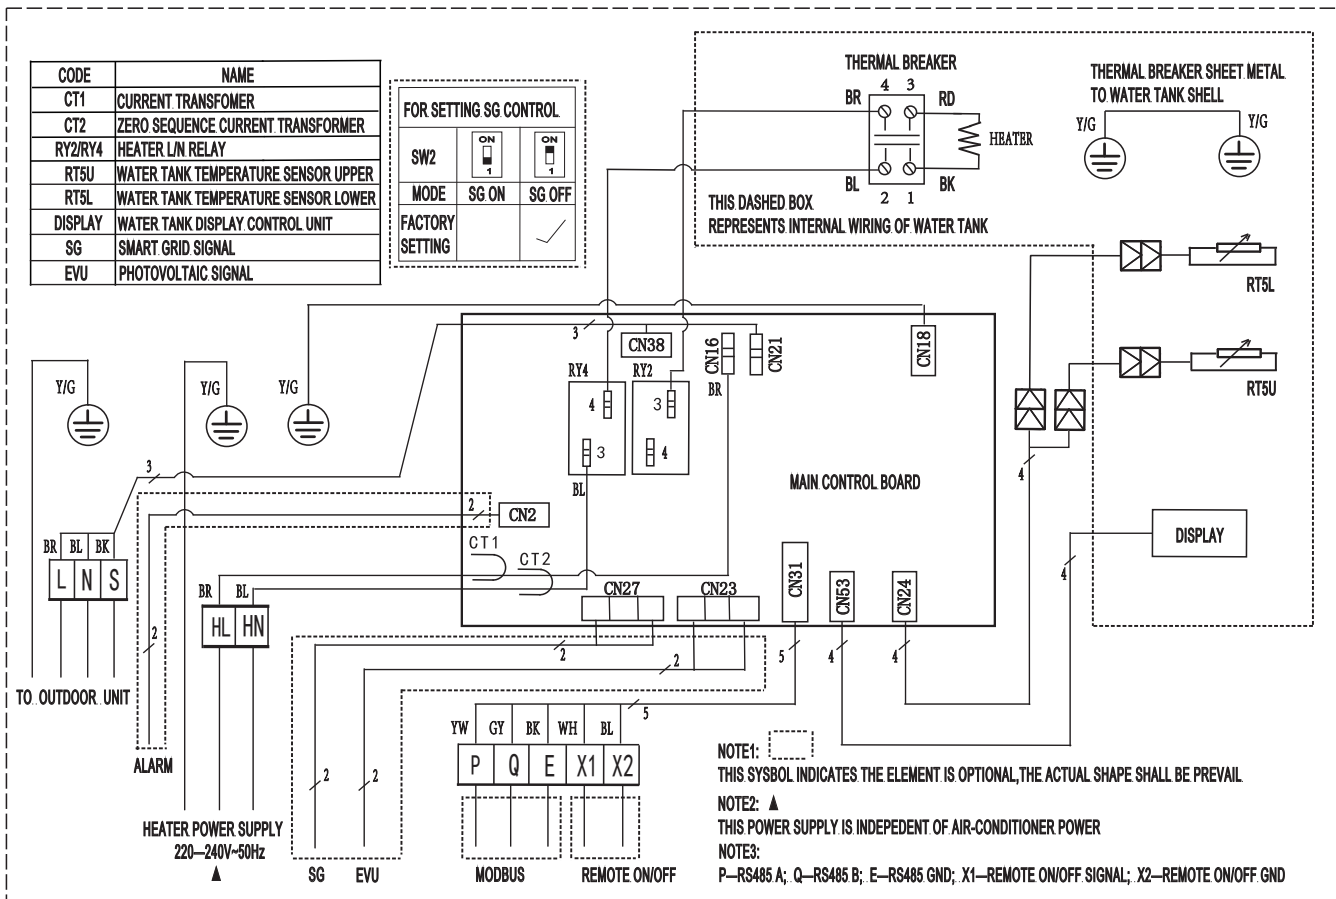 CODE NAME
CT1 CURRENT TRANSFOMER
CT2 ZERO SEQUENCE CURRENT TRANSFORMER
RY2/RY4 HEATER L/N RELAY
RT5U WATER TANK TEMPERATURE SENSOR UPPER
RT5L WATER TANK TEMPERATURE SENSOR LOWER
DISPLAY WATER TANK DISPLAY CONTROL UNIT
SG SMART GRID SIGNAL
EVU PHOTOVOLTAIC SIGNAL
FOR SETTING SG CONTROL
SW2
ON
1
ON
1
MODE SG ON SG OFF
FACTORY
SETTING
THERMAL BREAKER
4 3
BR RD
HEATER
BL BK
2 1
THIS DASHED BOX
REPRESENTS INTERNAL WIRING OF WATER TANK
THERMAL BREAKER SHEET METAL
TO WATER TANK SHELL
Y/G Y/G
RT5L
RT5U
3
CN38
CN16
CN21
CN18
RY4 RY2
BR
4
3
3
4
BL
Y/G
Y/G
Y/G
3
MAIN CONTROL BOARD
2
CN2
CT1
CT2
4
DISPLAY
4
BR BL BK
L N S
BR BL
HL HN
2
CN27
CN23
CN31
CN53
CN24
2
2
5
4
4
TO OUTDOOR UNIT
ALARM
HEATER POWER SUPPLY
220—240V~50Hz
▲
2
2
SG EVU
5
YW GY BK WH BL
P Q E X1 X2
MODBUS
REMOTE ON/OFF
NOTE1:
THIS SYSBOL INDICATES THE ELEMENT IS OPTIONAL,THE ACTUAL SHAPE SHALL BE PREVAIL
NOTE2: ▲
THIS POWER SUPPLY IS INDEPEDENT OF AIR-CONDITIONER POWER
NOTE3:
P—RS485 A; Q—RS485 B; E—RS485 GND; X1—REMOTE ON/OFF SIGNAL; X2—REMOTE ON/OFF GND